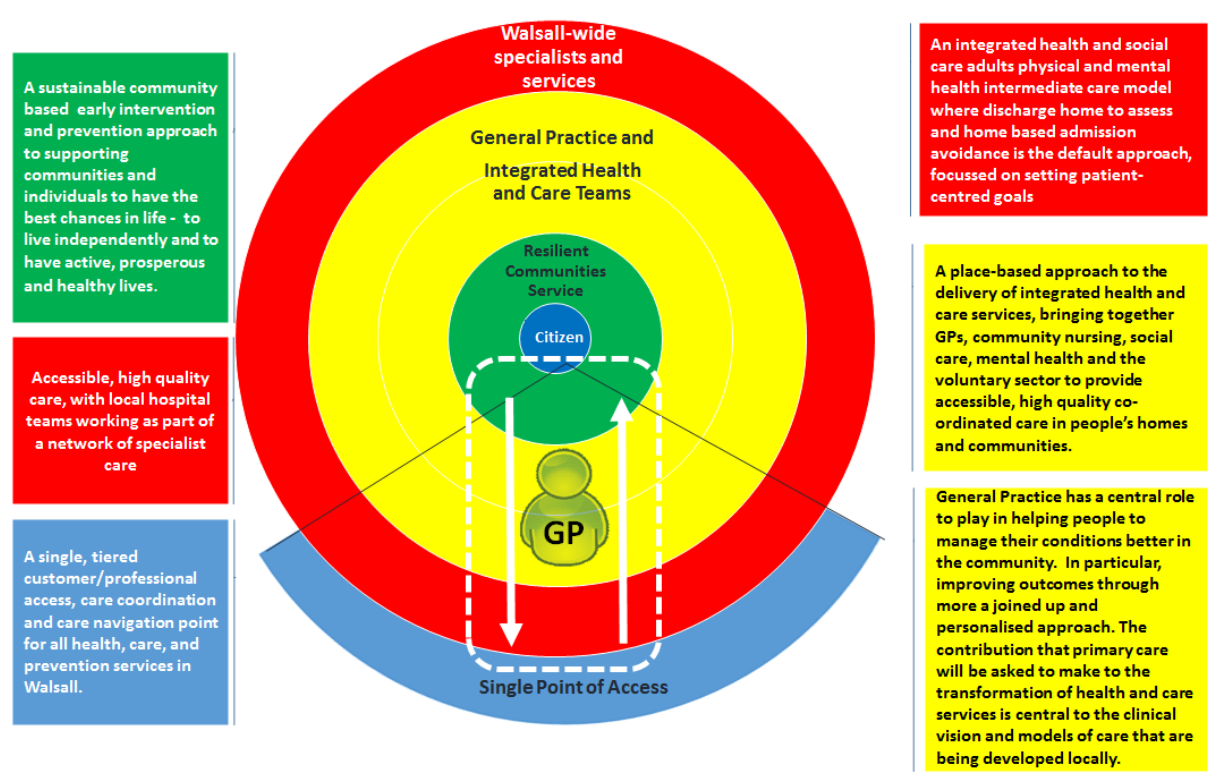 A sustainable community
based early intervention
and prevention approach
to supporting
communities and
individuals to have the
best chances in life - to
live independently and to
have active, prosperous
and healthy lives.
Accessible, high quality
care, with local hospital
teams working as part of
a network of specialist
care
A single, tiered
customer/professional
access, care coordination
and care navigation point
for all health, care, and
prevention services in
Walsall.
Walsall-wide
specialists and
services
General Practice and
Integrated Health
and Care Teams
Resilient
Communities
Service
Citizen
GP
Single Point of Access
An integrated health and social
care adults physical and mental
health intermediate care model
where discharge home to assess
and home based admission
avoidance is the default approach,
focussed on setting patient-
centred goals
A place-based approach to the
delivery of integrated health and
care services, bringing together
GPs, community nursing, social
care, mental health and the
voluntary sector to provide
accessible, high quality co-
ordinated care in people's homes
and communities.
General Practice has a central role
to play in helping people to
manage their conditions better in
the community. In particular,
improving outcomes through
more a joined up and
personalised approach. The
contribution that primary care
will be asked to make to the
transformation of health and care
services is central to the clinical
vision and models of care that are
being developed locally.